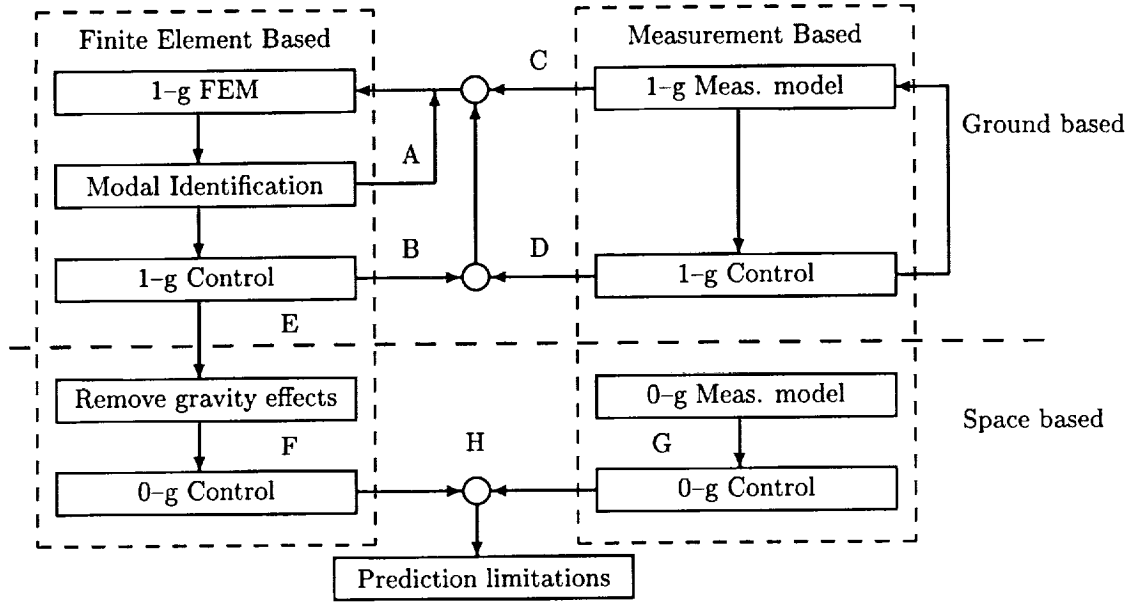 Finite Element Based
Measurement Based
C
1–g FEM
1–g Meas. model
Ground based
A
Modal Identification
B
D
1–g Control
1–g Control
E
Remove gravity effects
0–g Meas. model
Space based
F
H
G
0–g Control
0–g Control
Prediction limitations